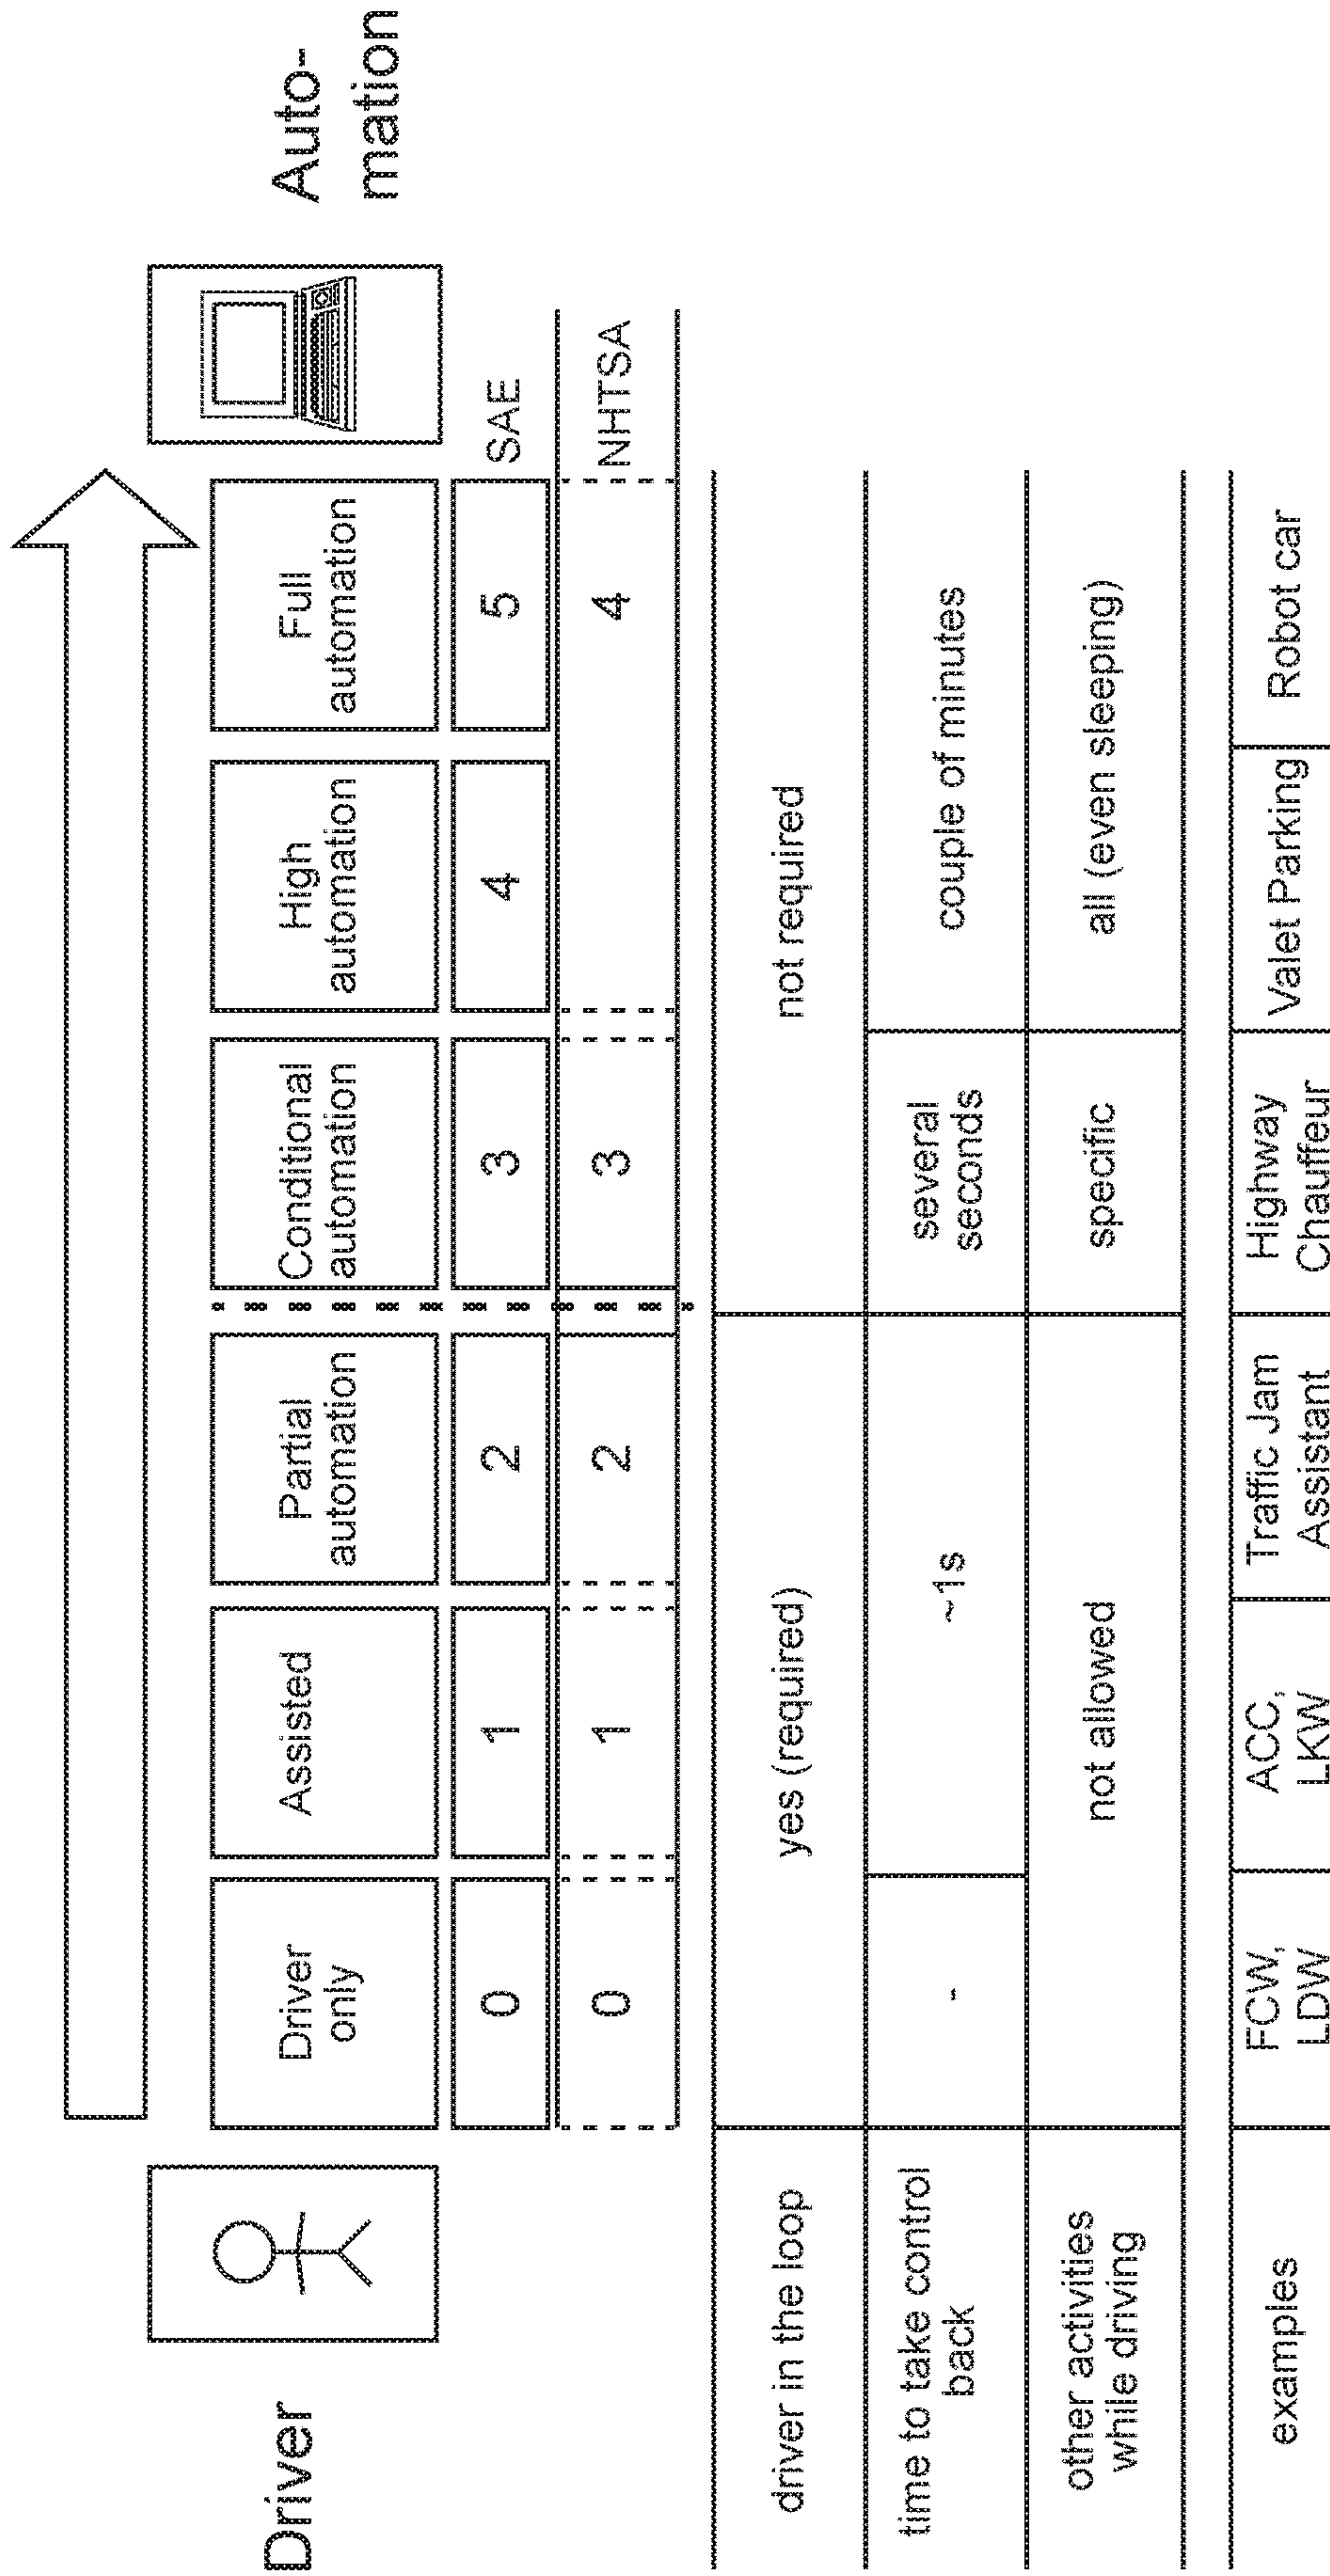 Driver
Auto-
mation
Driver
only
Assisted
Partial
automation
Conditional
automation
High
automation
Full
automation
0
1
2
3
4
5
SAE
0
1
2
3
4
NHTSA
driver in the loop
yes (required)
not required
time to take control
back
-
~1s
several
seconds
couple of minutes
other activities
while driving
not allowed
specific
all (even sleeping)
examples
FCW,
LDW
ACC,
LKW
Traffic Jam
Assistant
Highway
Chauffeur
Valet Parking
Robot car